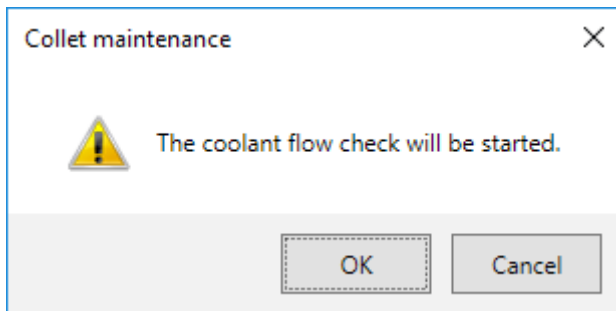 Collet maintenance
The coolant flow check will be started.
OK
Cancel